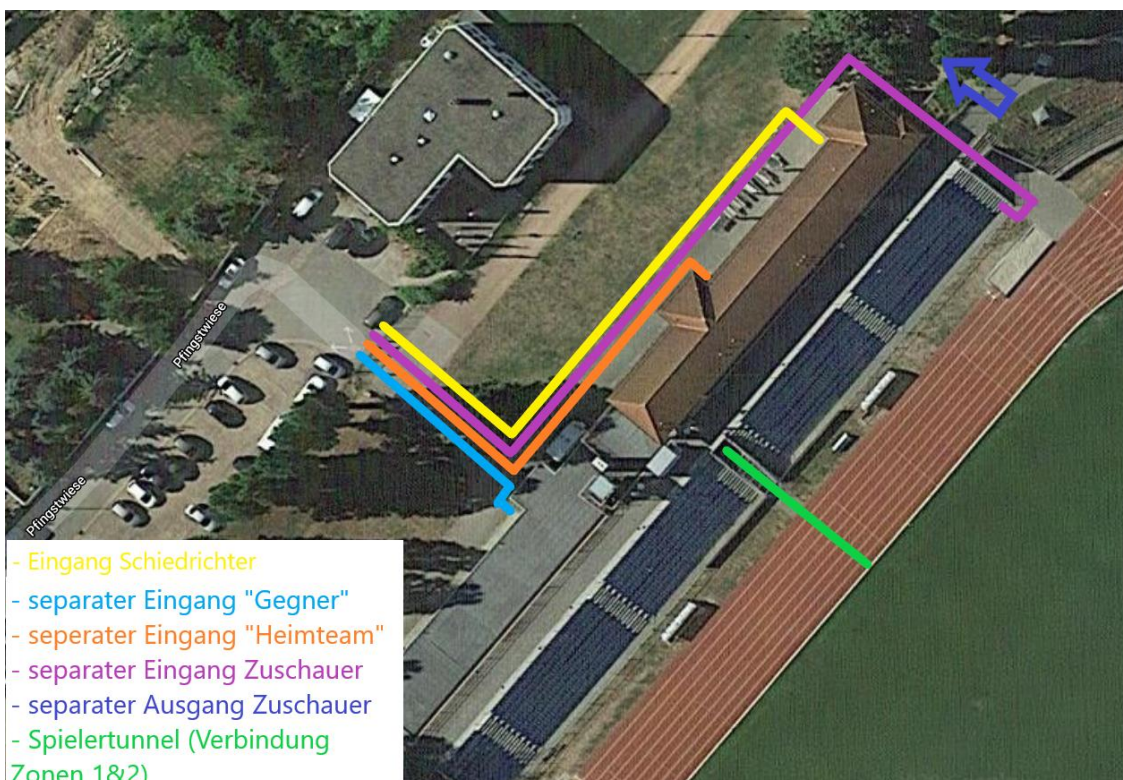 Pfingstwiese
Pfingstwiese
- Eingang Schiedrichter
- separater Eingang "Gegner"
- seperater Eingang "Heimteam"
- separater Eingang Zuschauer
- separater Ausgang Zuschauer
- Spielertunnel (Verbindung
Zonen 1&2)